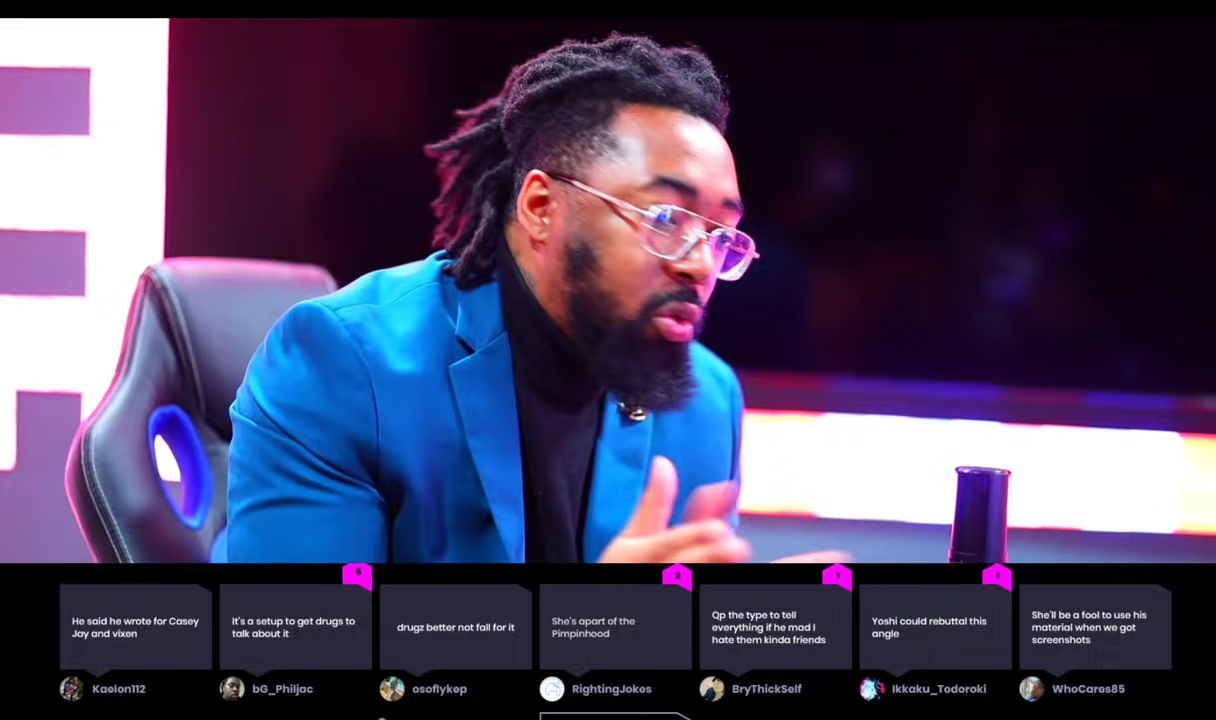 5
2
1
1
He said he wrote for Casey
Jay and vixen
It's a setup to get drugs to
talk about it
drugz better not fall for it
She's apart of the
Pimpinhood
Qp the type to tell
everything if he mad I
hate them kinda friends
Yoshi could rebuttal this
angle
She'll be a fool to use his
material when we got
screenshots
Kaelon112
bG_Philjac
osoflykep
RightingJokes
BryThickSelf
Ikkaku_Todoroki
WhoCares85